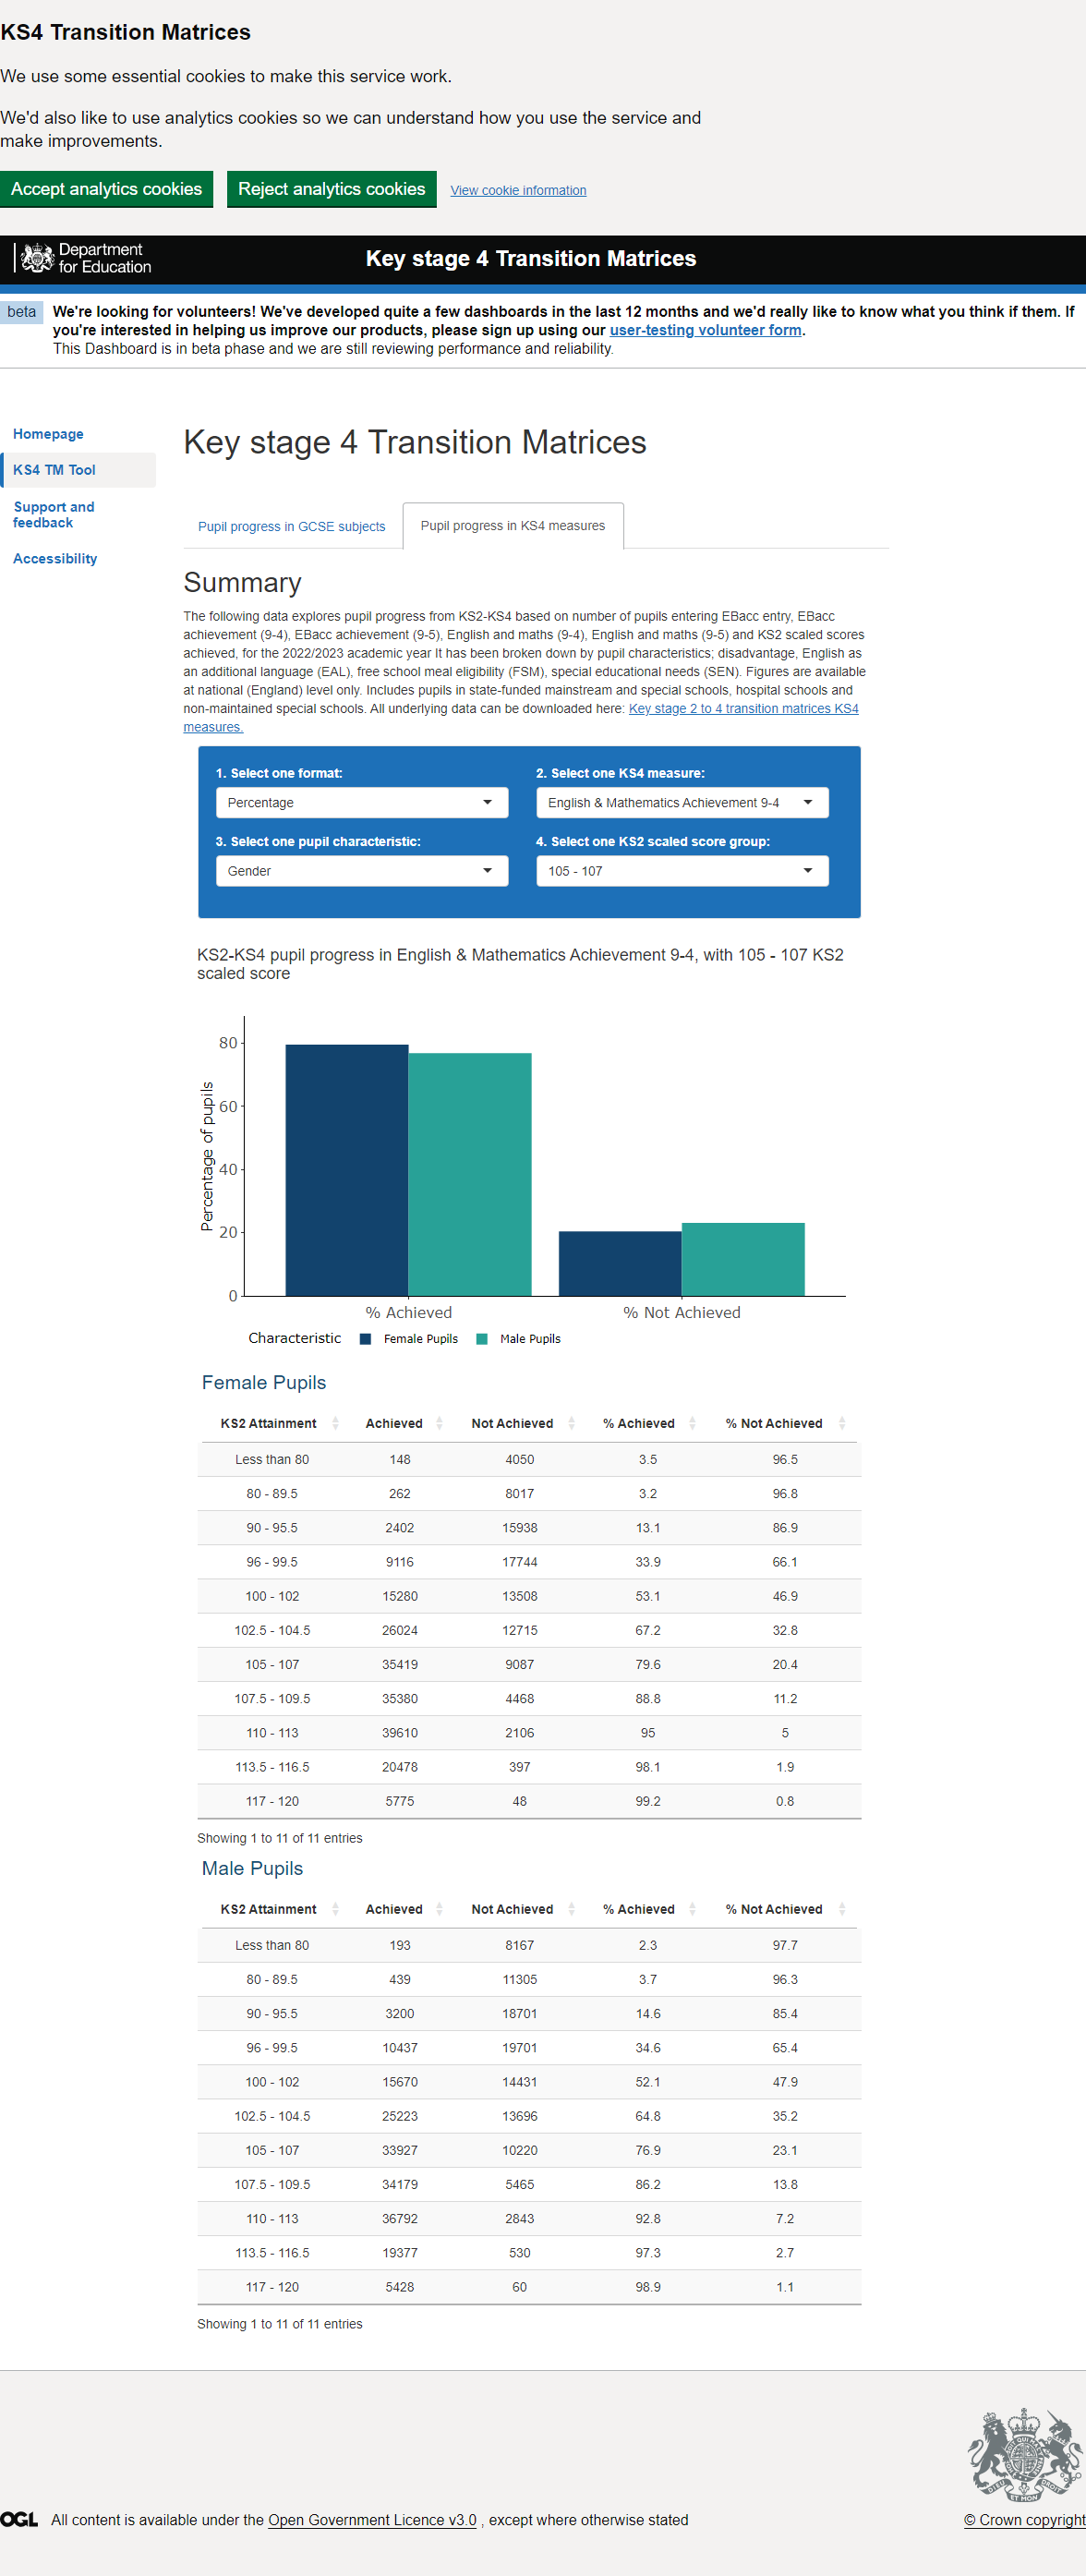 KS4 Transition Matrices
We use some essential cookies to make this service work.
We'd also like to use analytics cookies so we can understand how you use the service and
make improvements.
Accept analytics cookies Reject analytics cookies View cookie information
Department
for Education
Key stage 4 Transition Matrices
beta We're looking for volunteers! We've developed quite a few dashboards in the last 12 months and we'd really like to know what you think if them. If
you're interested in helping us improve our products, please sign up using our user-testing volunteer form.
This Dashboard is in beta phase and we are still reviewing performance and reliability.
Homepage
KS4 TM Tool
Support and
feedback
Accessibility
Key stage 4 Transition Matrices
Pupil progress in GCSE subjects Pupil progress in KS4 measures
Summary
The following data explores pupil progress from KS2-KS4 based on number of pupils entering EBacc entry, EBacc
achievement (9-4), EBacc achievement (9-5), English and maths (9-4), English and maths (9-5) and KS2 scaled scores
achieved, for the 2022/2023 academic year It has been broken down by pupil characteristics; disadvantage, English as
an additional language (EAL), free school meal eligibility (FSM), special educational needs (SEN). Figures are available
at national (England) level only. Includes pupils in state-funded mainstream and special schools, hospital schools and
non-maintained special schools. All underlying data can be downloaded here: Key stage 2 to 4 transition matrices KS4
measures.
1. Select one format: 2. Select one KS4 measure:
Percentage English & Mathematics Achievement 9-4
3. Select one pupil characteristic: 4. Select one KS2 scaled score group:
Gender 105 - 107
KS2-KS4 pupil progress in English & Mathematics Achievement 9-4, with 105 - 107 KS2
scaled score
Percentage of pupils
80
60
40
20
0
% Achieved % Not Achieved
Characteristic Female Pupils Male Pupils
Female Pupils
KS2 Attainment Achieved Not Achieved % Achieved % Not Achieved
Less than 80 148 4050 3.5 96.5
80 - 89.5 262 8017 3.2 96.8
90 - 95.5 2402 15938 13.1 86.9
96 - 99.5 9116 17744 33.9 66.1
100 - 102 15280 13508 53.1 46.9
102.5 - 104.5 26024 12715 67.2 32.8
105 - 107 35419 9087 79.6 20.4
107.5 - 109.5 35380 4468 88.8 11.2
110 - 113 39610 2106 95 5
113.5 - 116.5 20478 397 98.1 1.9
117 - 120 5775 48 99.2 0.8
Showing 1 to 11 of 11 entries
Male Pupils
KS2 Attainment Achieved Not Achieved % Achieved % Not Achieved
Less than 80 193 8167 2.3 97.7
80 - 89.5 439 11305 3.7 96.3
90 - 95.5 3200 18701 14.6 85.4
96 - 99.5 10437 19701 34.6 65.4
100 - 102 15670 14431 52.1 47.9
102.5 - 104.5 25223 13696 64.8 35.2
105 - 107 33927 10220 76.9 23.1
107.5 - 109.5 34179 5465 86.2 13.8
110 - 113 36792 2843 92.8 7.2
113.5 - 116.5 19377 530 97.3 2.7
117 - 120 5428 60 98.9 1.1
Showing 1 to 11 of 11 entries
OGL All content is available under the Open Government Licence v3.0 , except where otherwise stated
© Crown copyright